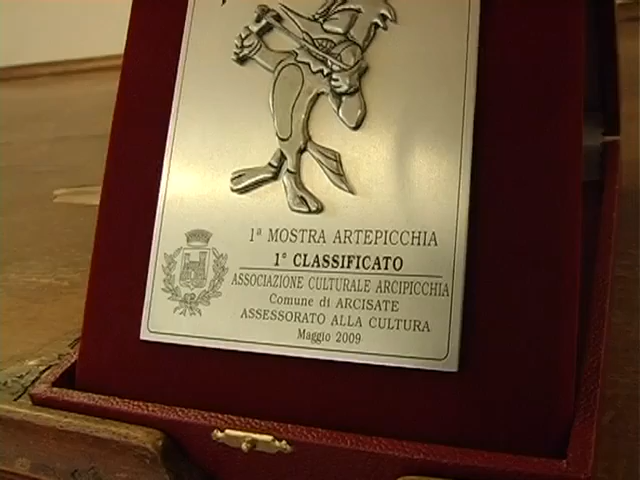 1ª MOSTRA ARTEPICCHIA
1° CLASSIFICATO
ASSOCIAZIONE CULTURALE ARCIPICCHIA
Comune di ARCISATE
ASSESSORATO ALLA CULTURA
Maggio 2009